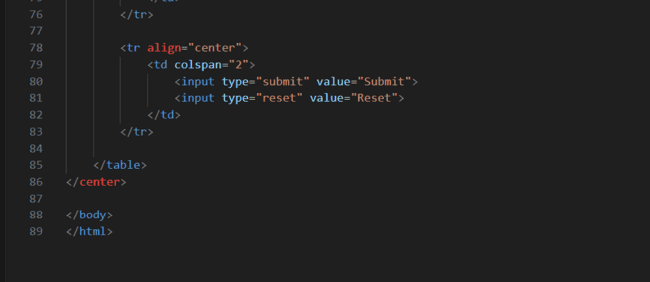 75 </td>
76 </tr>
77
78 <tr align="center">
79 <td colspan="2">
80 <input type="submit" value="Submit">
81 <input type="reset" value="Reset">
82 </td>
83 </tr>
84
85 </table>
86 </center>
87
88 </body>
89 </html>